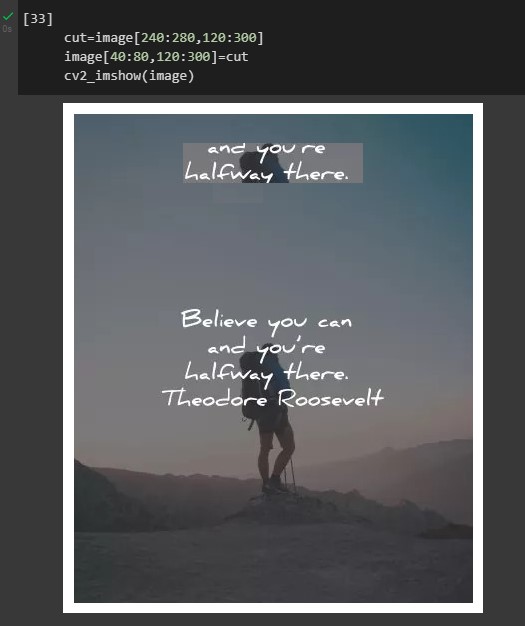 [33]
0s
cut=image[240:280,120:300]
image[40:80,120:300]=cut
cv2_imshow(image)
and you're
halfway there.
Believe you can
and you're
halfway there.
Theodore Roosevelt